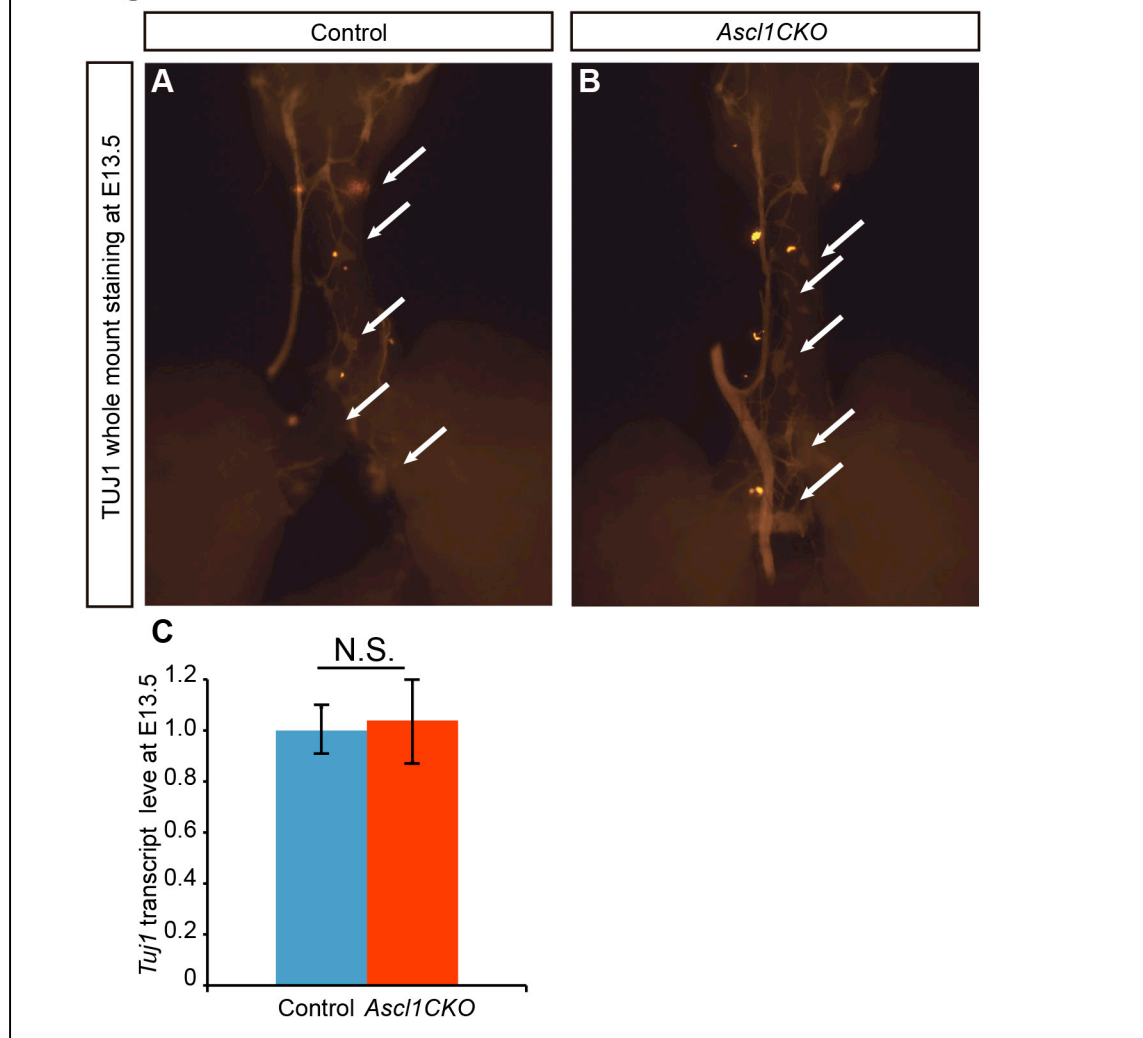 Control
Ascl1CKO
TUJ1 whole mount staining at E13.5
A
B
C
N.S.
Tuj1 transcript leve at E13.5
1.2
1.0
0.8
0.6
0.4
0.2
0
Control Ascl1CKO